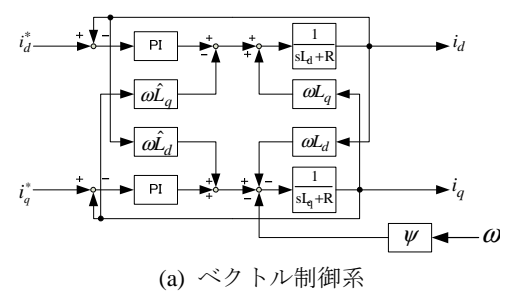 i_d^* + − PI + − + + 1/(sL_d+R) i_d
ωL̂_q ωL_q
ωL̂_d ωL_d
i_q^* + − PI + + + − − 1/(sL_q+R) i_q
ψ ω
(a) ベクトル制御系